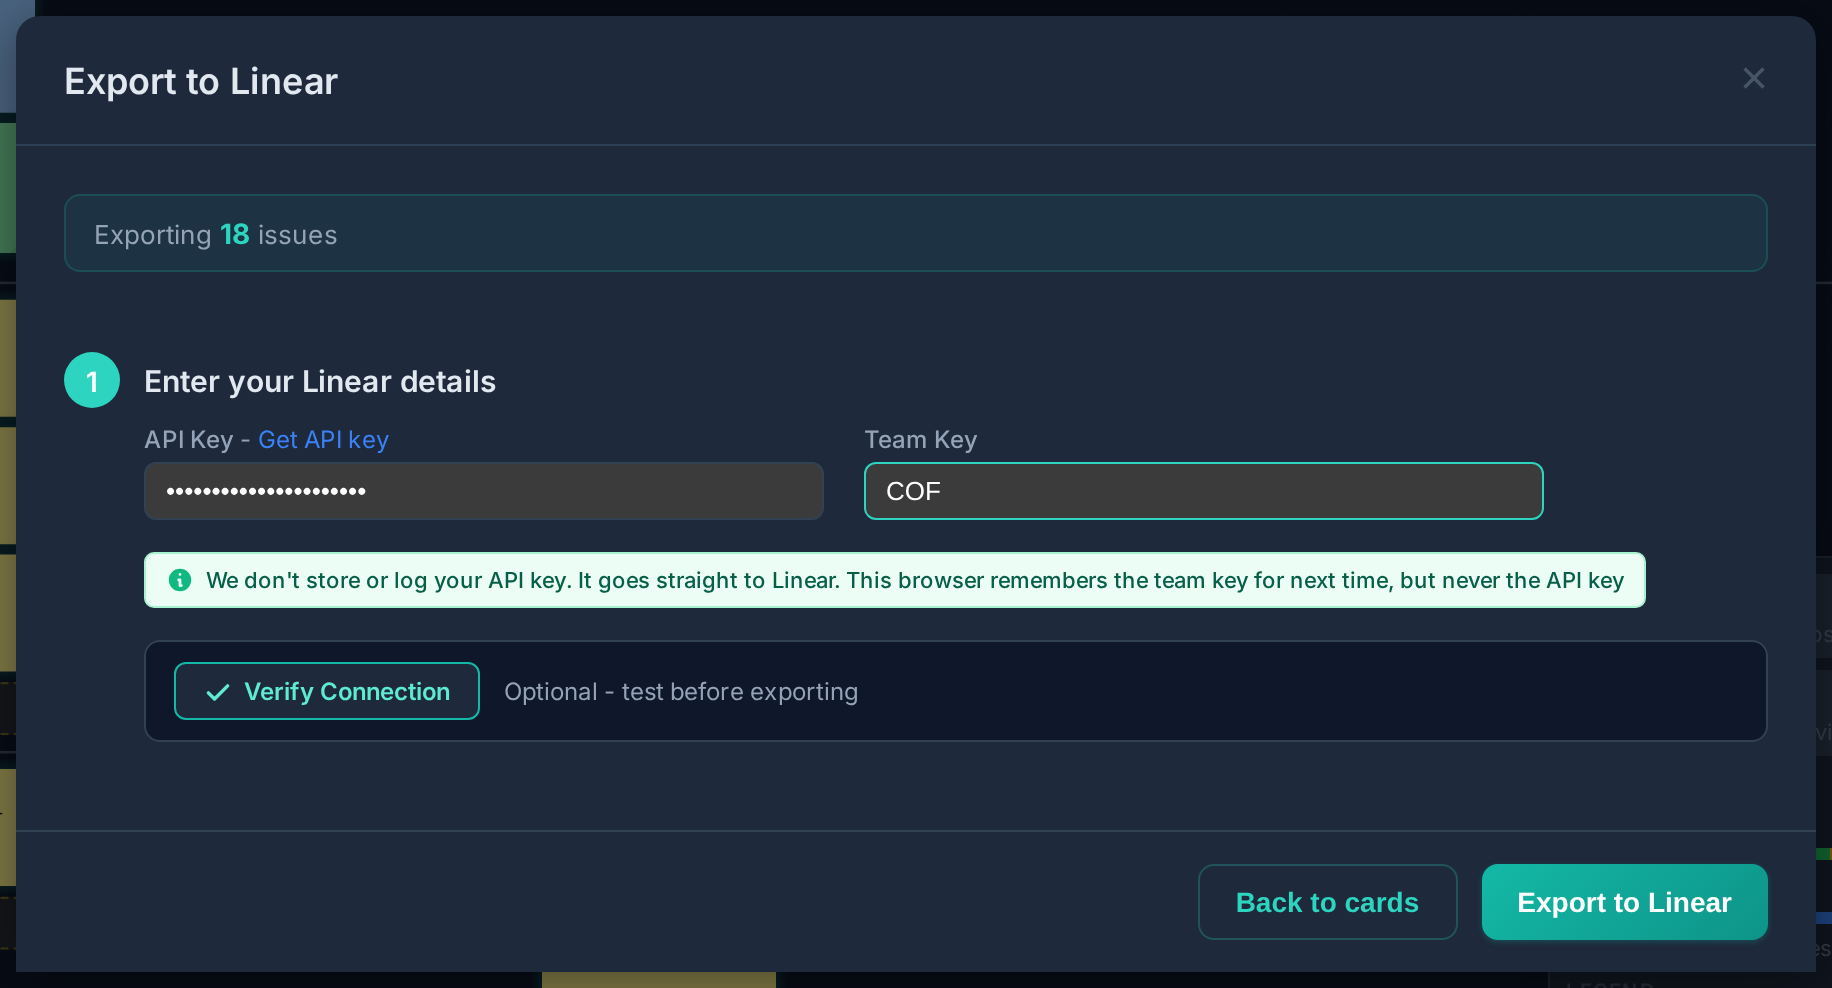 Export to Linear
Exporting 18 issues
1
Enter your Linear details
API Key - Get API key
Team Key
••••••••••••••••••••••
COF
We don't store or log your API key. It goes straight to Linear. This browser remembers the team key for next time, but never the API key
Verify Connection
Optional - test before exporting
Back to cards
Export to Linear
LEGEND